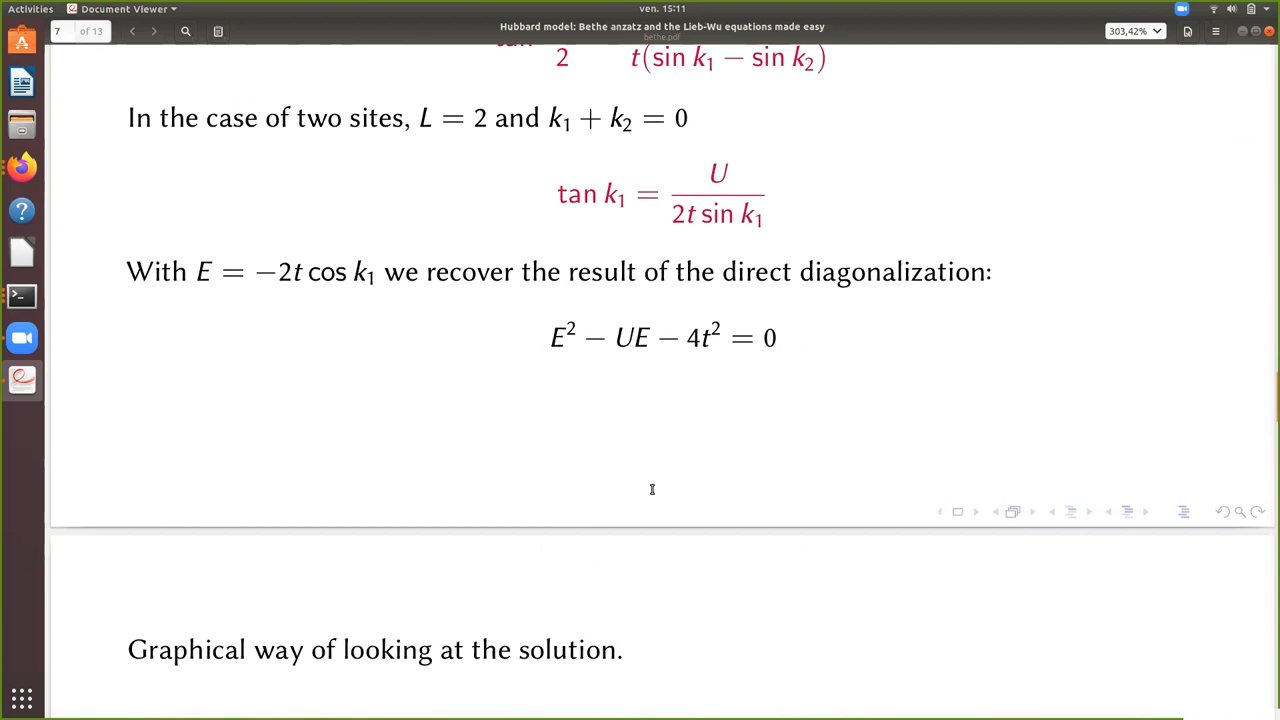 Activities Document Viewer ven. 15:11
Hubbard model: Bethe anzatz and the Lieb-Wu equations made easy
bethe.pdf
7 of 13 303,42%
2 t(sin k₁ − sin k₂)
In the case of two sites, L = 2 and k₁ + k₂ = 0
tan k₁ = U / 2t sin k₁
With E = −2t cos k₁ we recover the result of the direct diagonalization:
E² − UE − 4t² = 0
Graphical way of looking at the solution.